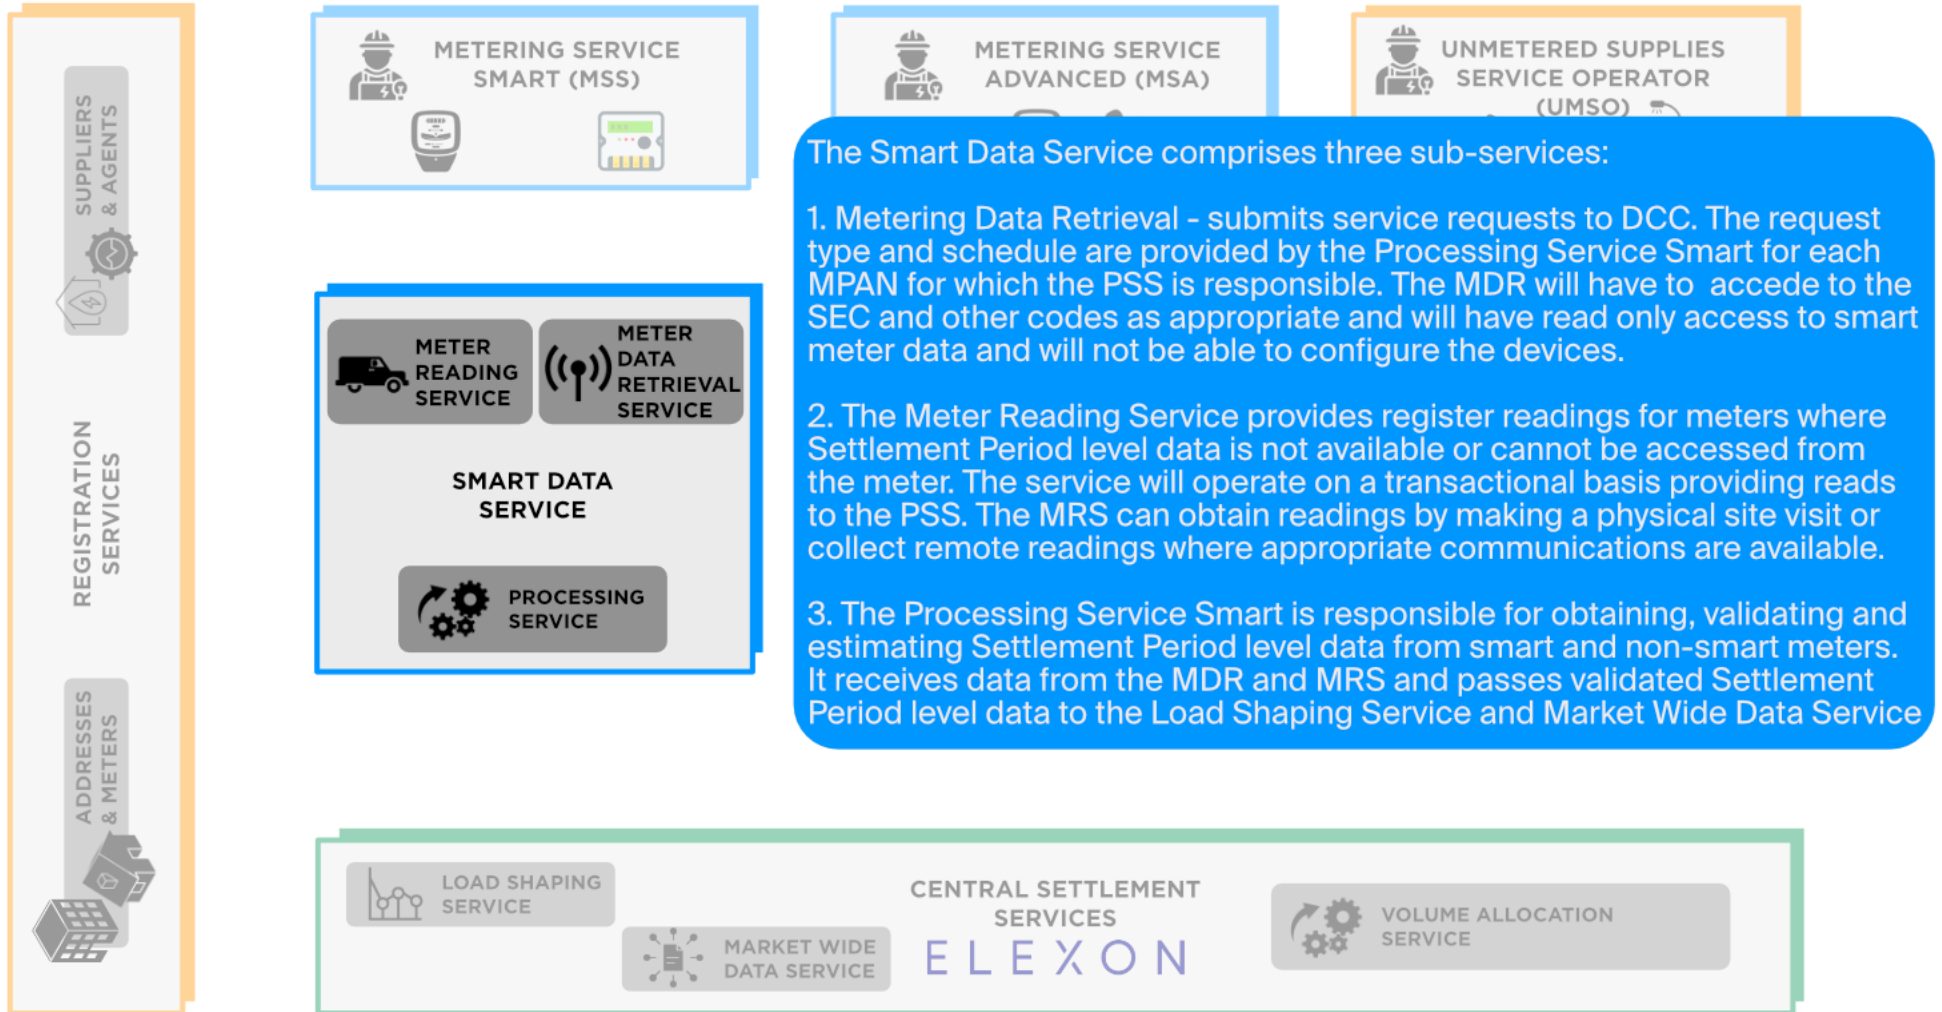 SUPPLIERS
& AGENTS
REGISTRATION
SERVICES
ADDRESSES
& METERS
METERING SERVICE
SMART (MSS)
METERING SERVICE
ADVANCED (MSA)
UNMETERED SUPPLIES
SERVICE OPERATOR
(UMSO)
METER
READING
SERVICE
METER
DATA
RETRIEVAL
SERVICE
SMART DATA
SERVICE
PROCESSING
SERVICE
The Smart Data Service comprises three sub-services:
1. Metering Data Retrieval - submits service requests to DCC. The request
type and schedule are provided by the Processing Service Smart for each
MPAN for which the PSS is responsible. The MDR will have to  accede to the
SEC and other codes as appropriate and will have read only access to smart
meter data and will not be able to configure the devices.
2. The Meter Reading Service provides register readings for meters where
Settlement Period level data is not available or cannot be accessed from
the meter. The service will operate on a transactional basis providing reads
to the PSS. The MRS can obtain readings by making a physical site visit or
collect remote readings where appropriate communications are available.
3. The Processing Service Smart is responsible for obtaining, validating and
estimating Settlement Period level data from smart and non-smart meters.
It receives data from the MDR and MRS and passes validated Settlement
Period level data to the Load Shaping Service and Market Wide Data Service
LOAD SHAPING
SERVICE
MARKET WIDE
DATA SERVICE
CENTRAL SETTLEMENT
SERVICES
ELEXON
VOLUME ALLOCATION
SERVICE